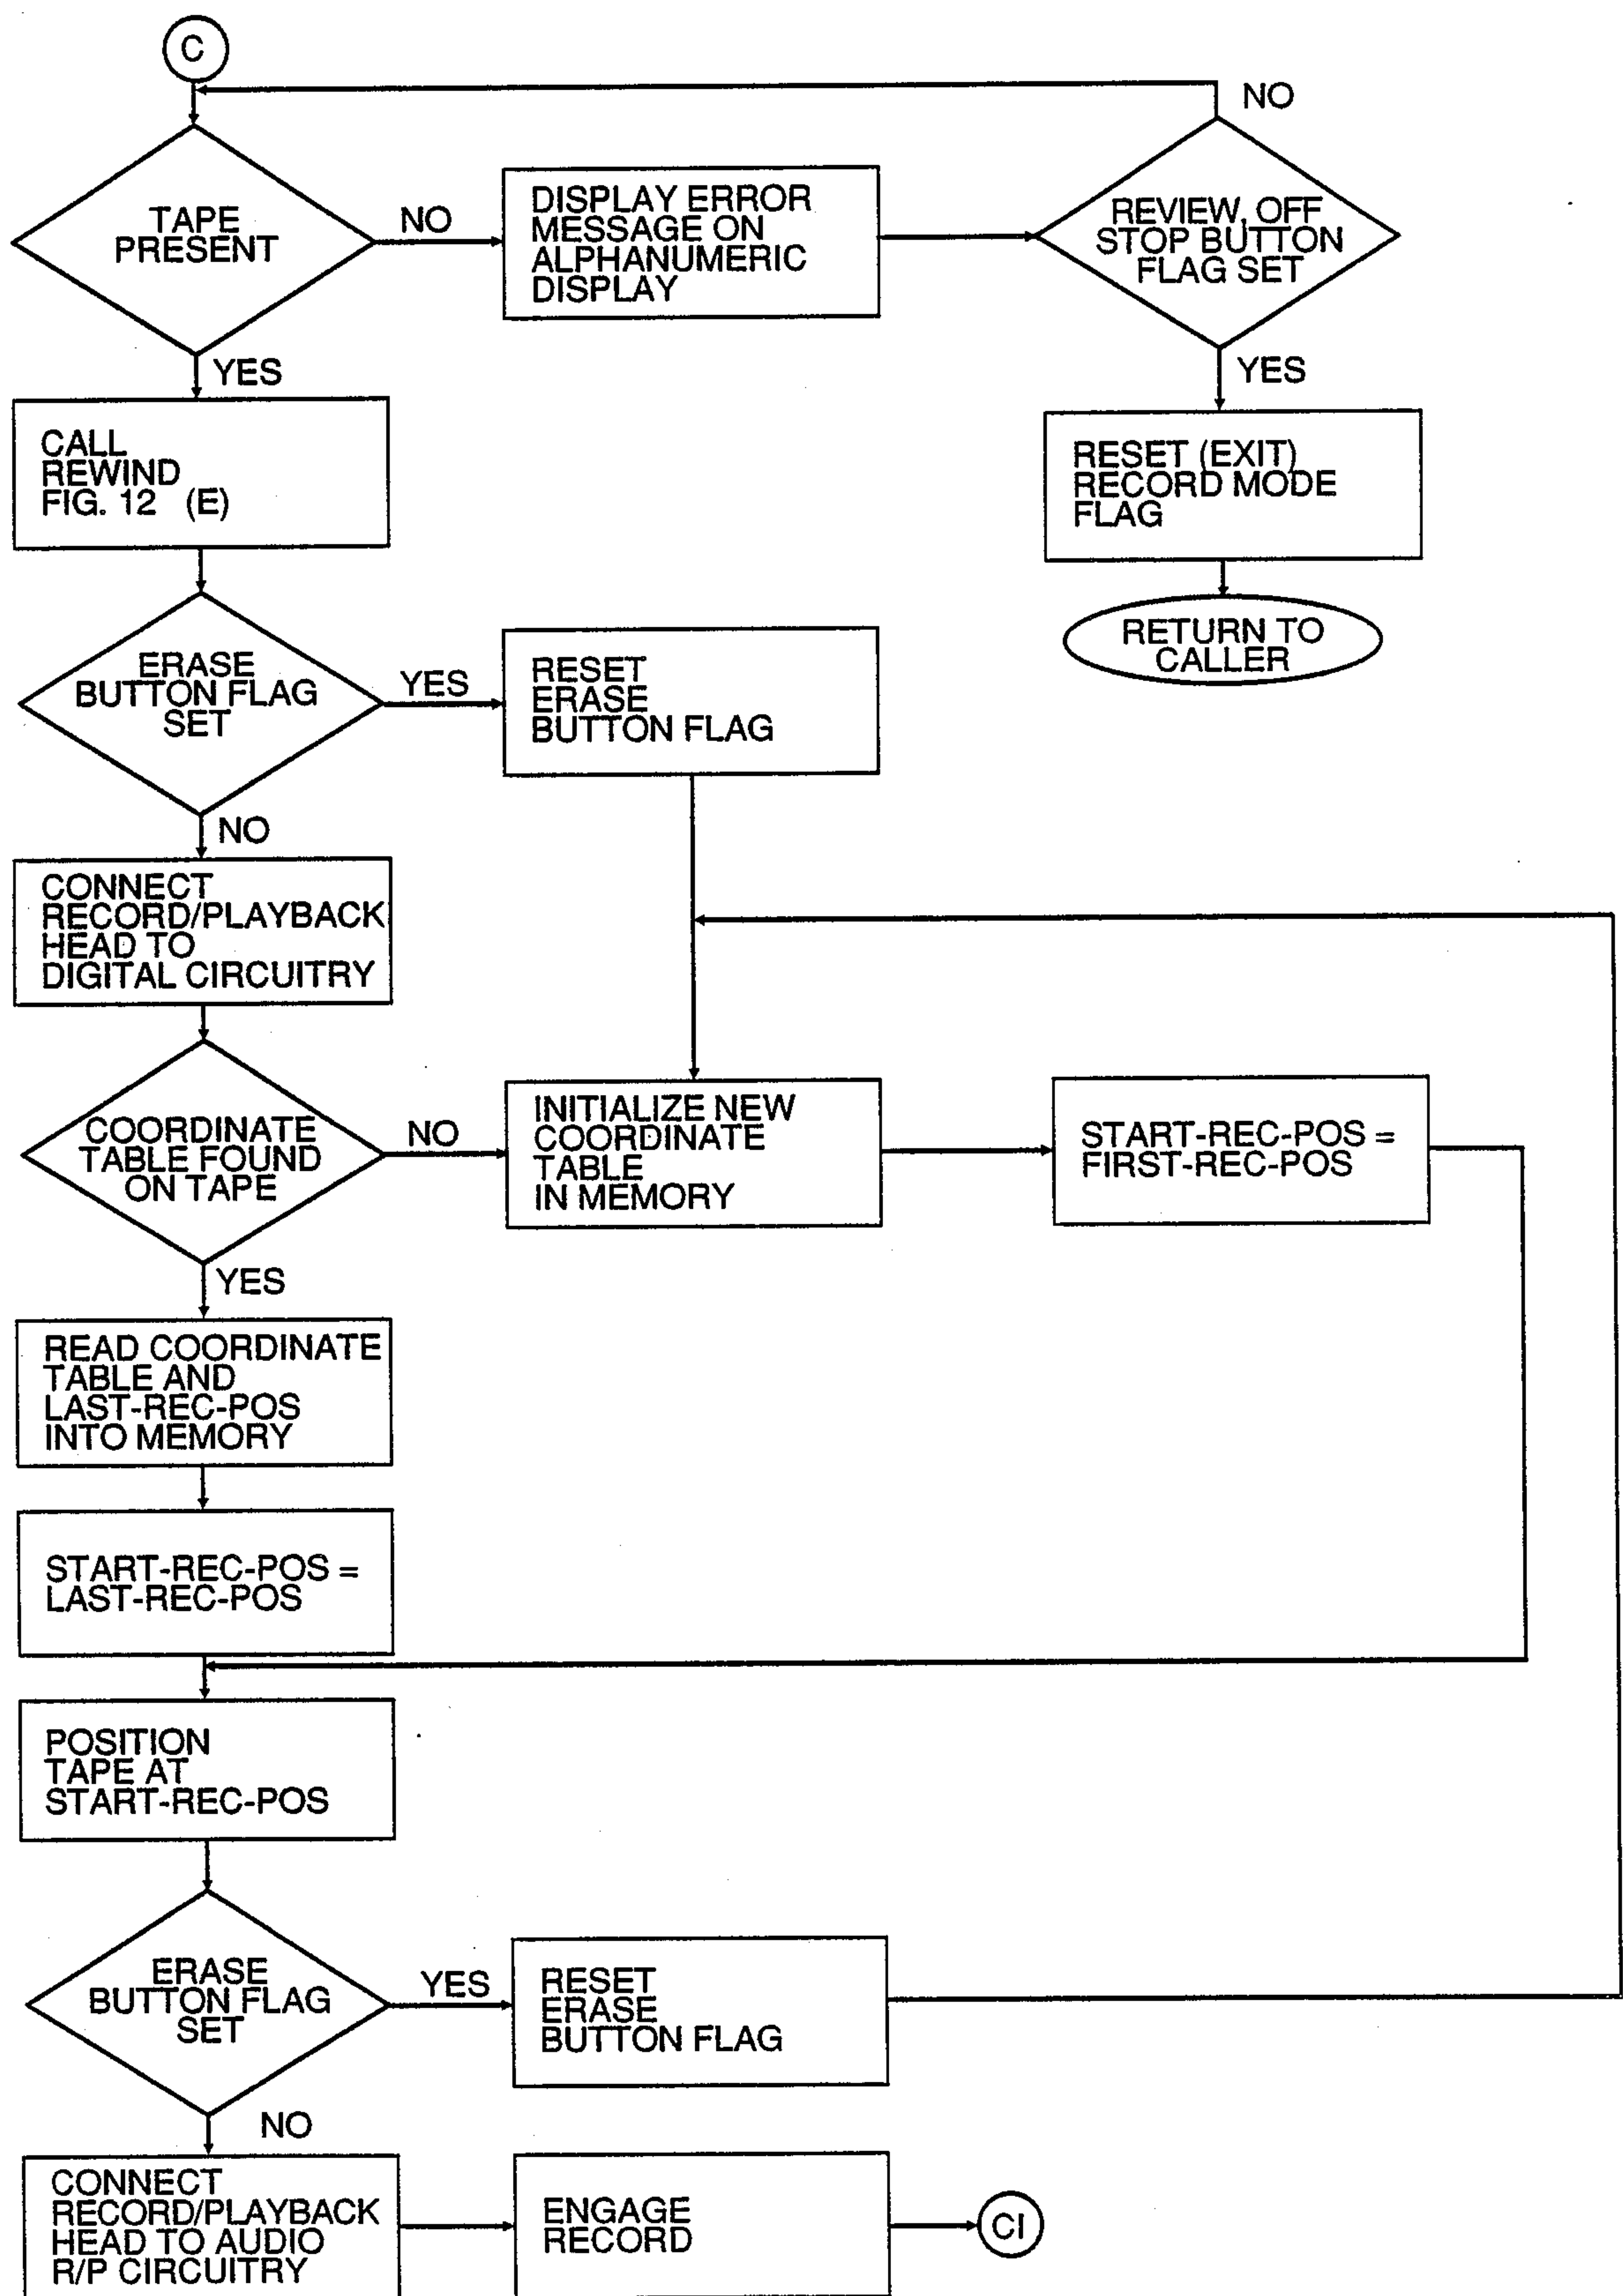 C
NO
TAPE
PRESENT
NO
DISPLAY ERROR
MESSAGE ON
ALPHANUMERIC
DISPLAY
REVIEW, OFF
STOP BUTTON
FLAG SET
YES
YES
CALL
REWIND
FIG. 12 (E)
RESET (EXIT)
RECORD MODE
FLAG
RETURN TO
CALLER
ERASE
BUTTON FLAG
SET
YES
RESET
ERASE
BUTTON FLAG
NO
CONNECT
RECORD/PLAYBACK
HEAD TO
DIGITAL CIRCUITRY
COORDINATE
TABLE FOUND
ON TAPE
NO
INITIALIZE NEW
COORDINATE
TABLE
IN MEMORY
START-REC-POS =
FIRST-REC-POS
YES
READ COORDINATE
TABLE AND
LAST-REC-POS
INTO MEMORY
START-REC-POS =
LAST-REC-POS
POSITION
TAPE AT
START-REC-POS
ERASE
BUTTON FLAG
SET
YES
RESET
ERASE
BUTTON FLAG
NO
CONNECT
RECORD/PLAYBACK
HEAD TO AUDIO
R/P CIRCUITRY
ENGAGE
RECORD
CI